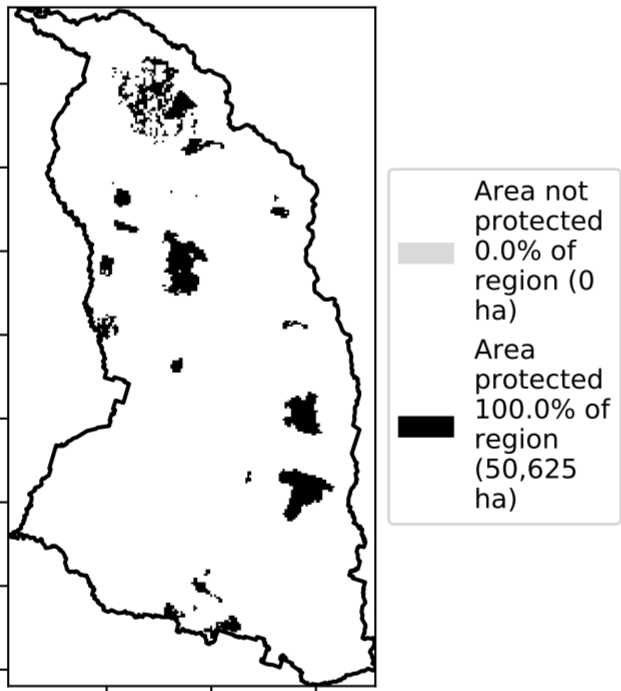 Area not
protected
0.0% of
region (0
ha)
Area
protected
100.0% of
region
(50,625
ha)